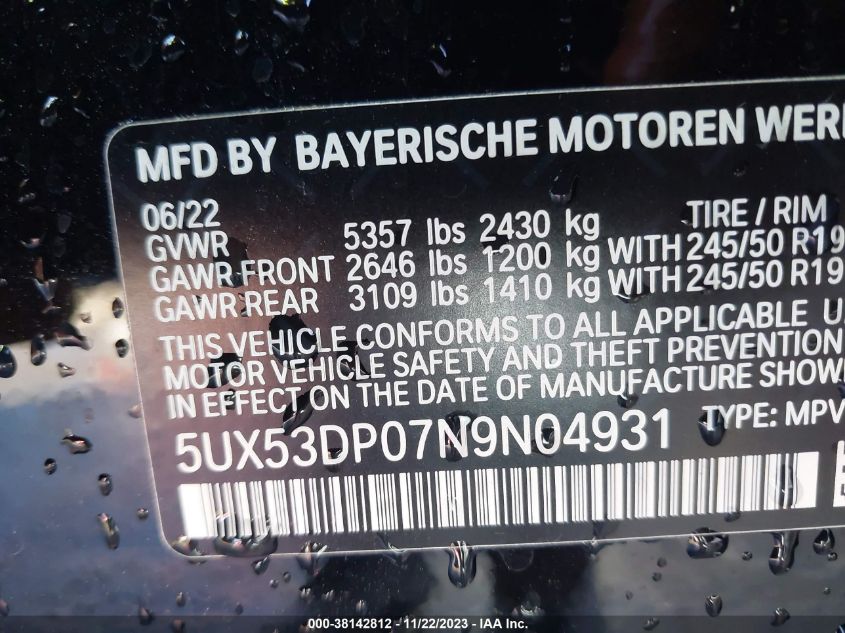 MFD BY BAYERISCHE MOTOREN WER
06/22
GVWR 5357 lbs 2430 kg TIRE / RIM
GAWR FRONT 2646 lbs 1200 kg WITH 245/50 R19
GAWR REAR 3109 lbs 1410 kg WITH 245/50 R19
THIS VEHICLE CONFORMS TO ALL APPLICABLE U
MOTOR VEHICLE SAFETY AND THEFT PREVENTION
IN EFFECT ON THE DATE OF MANUFACTURE SHOW
5UX53DP07N9N04931 TYPE: MPV
000-38142812 - 11/22/2023 - IAA Inc.